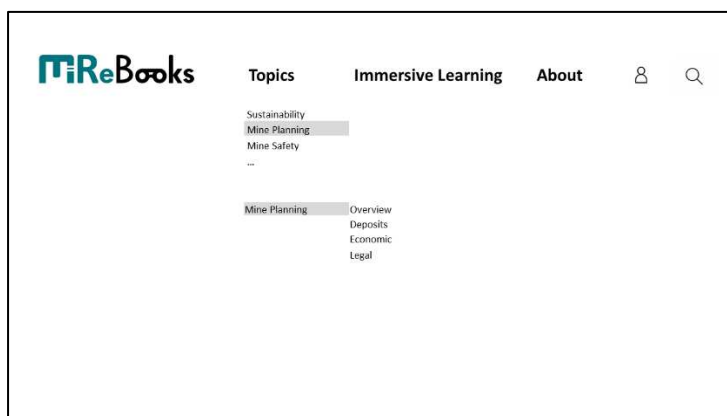 MiReBooks Topics Immersive Learning About
Sustainability
Mine Planning
Mine Safety
...
Mine Planning Overview
Deposits
Economic
Legal